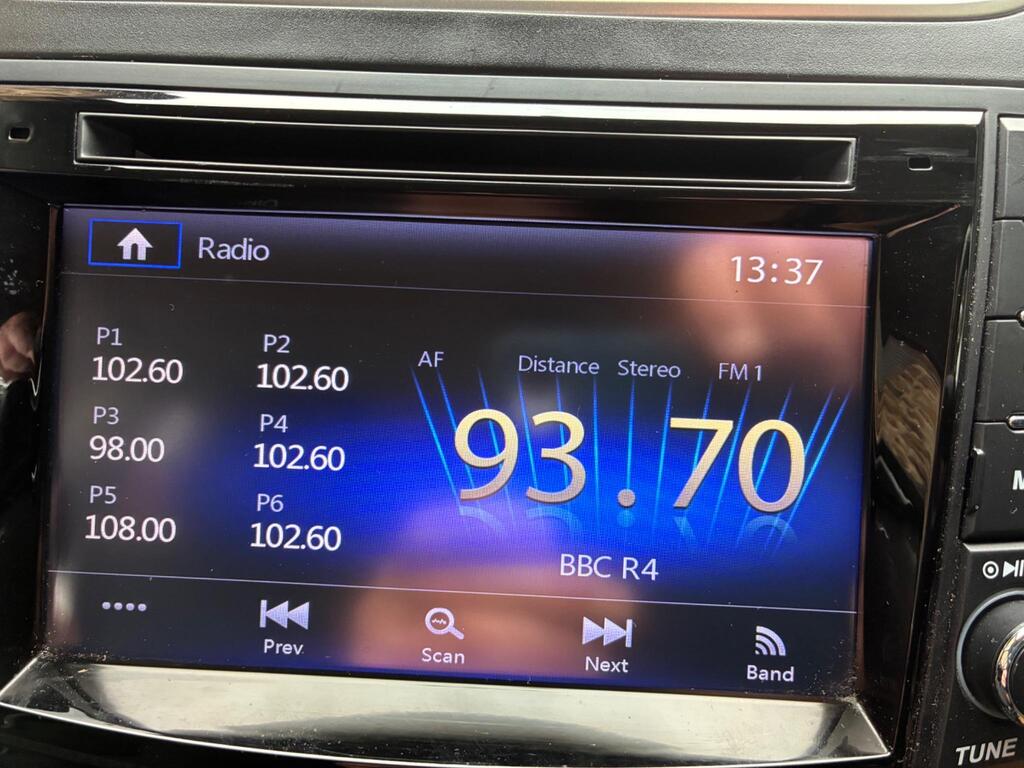 Radio
13:37
P1
102.60
P2
102.60
P3
98.00
P4
102.60
P5
108.00
P6
102.60
AF Distance Stereo FM 1
93.70
BBC R4
Prev
Scan
Next
Band
M
TUNE